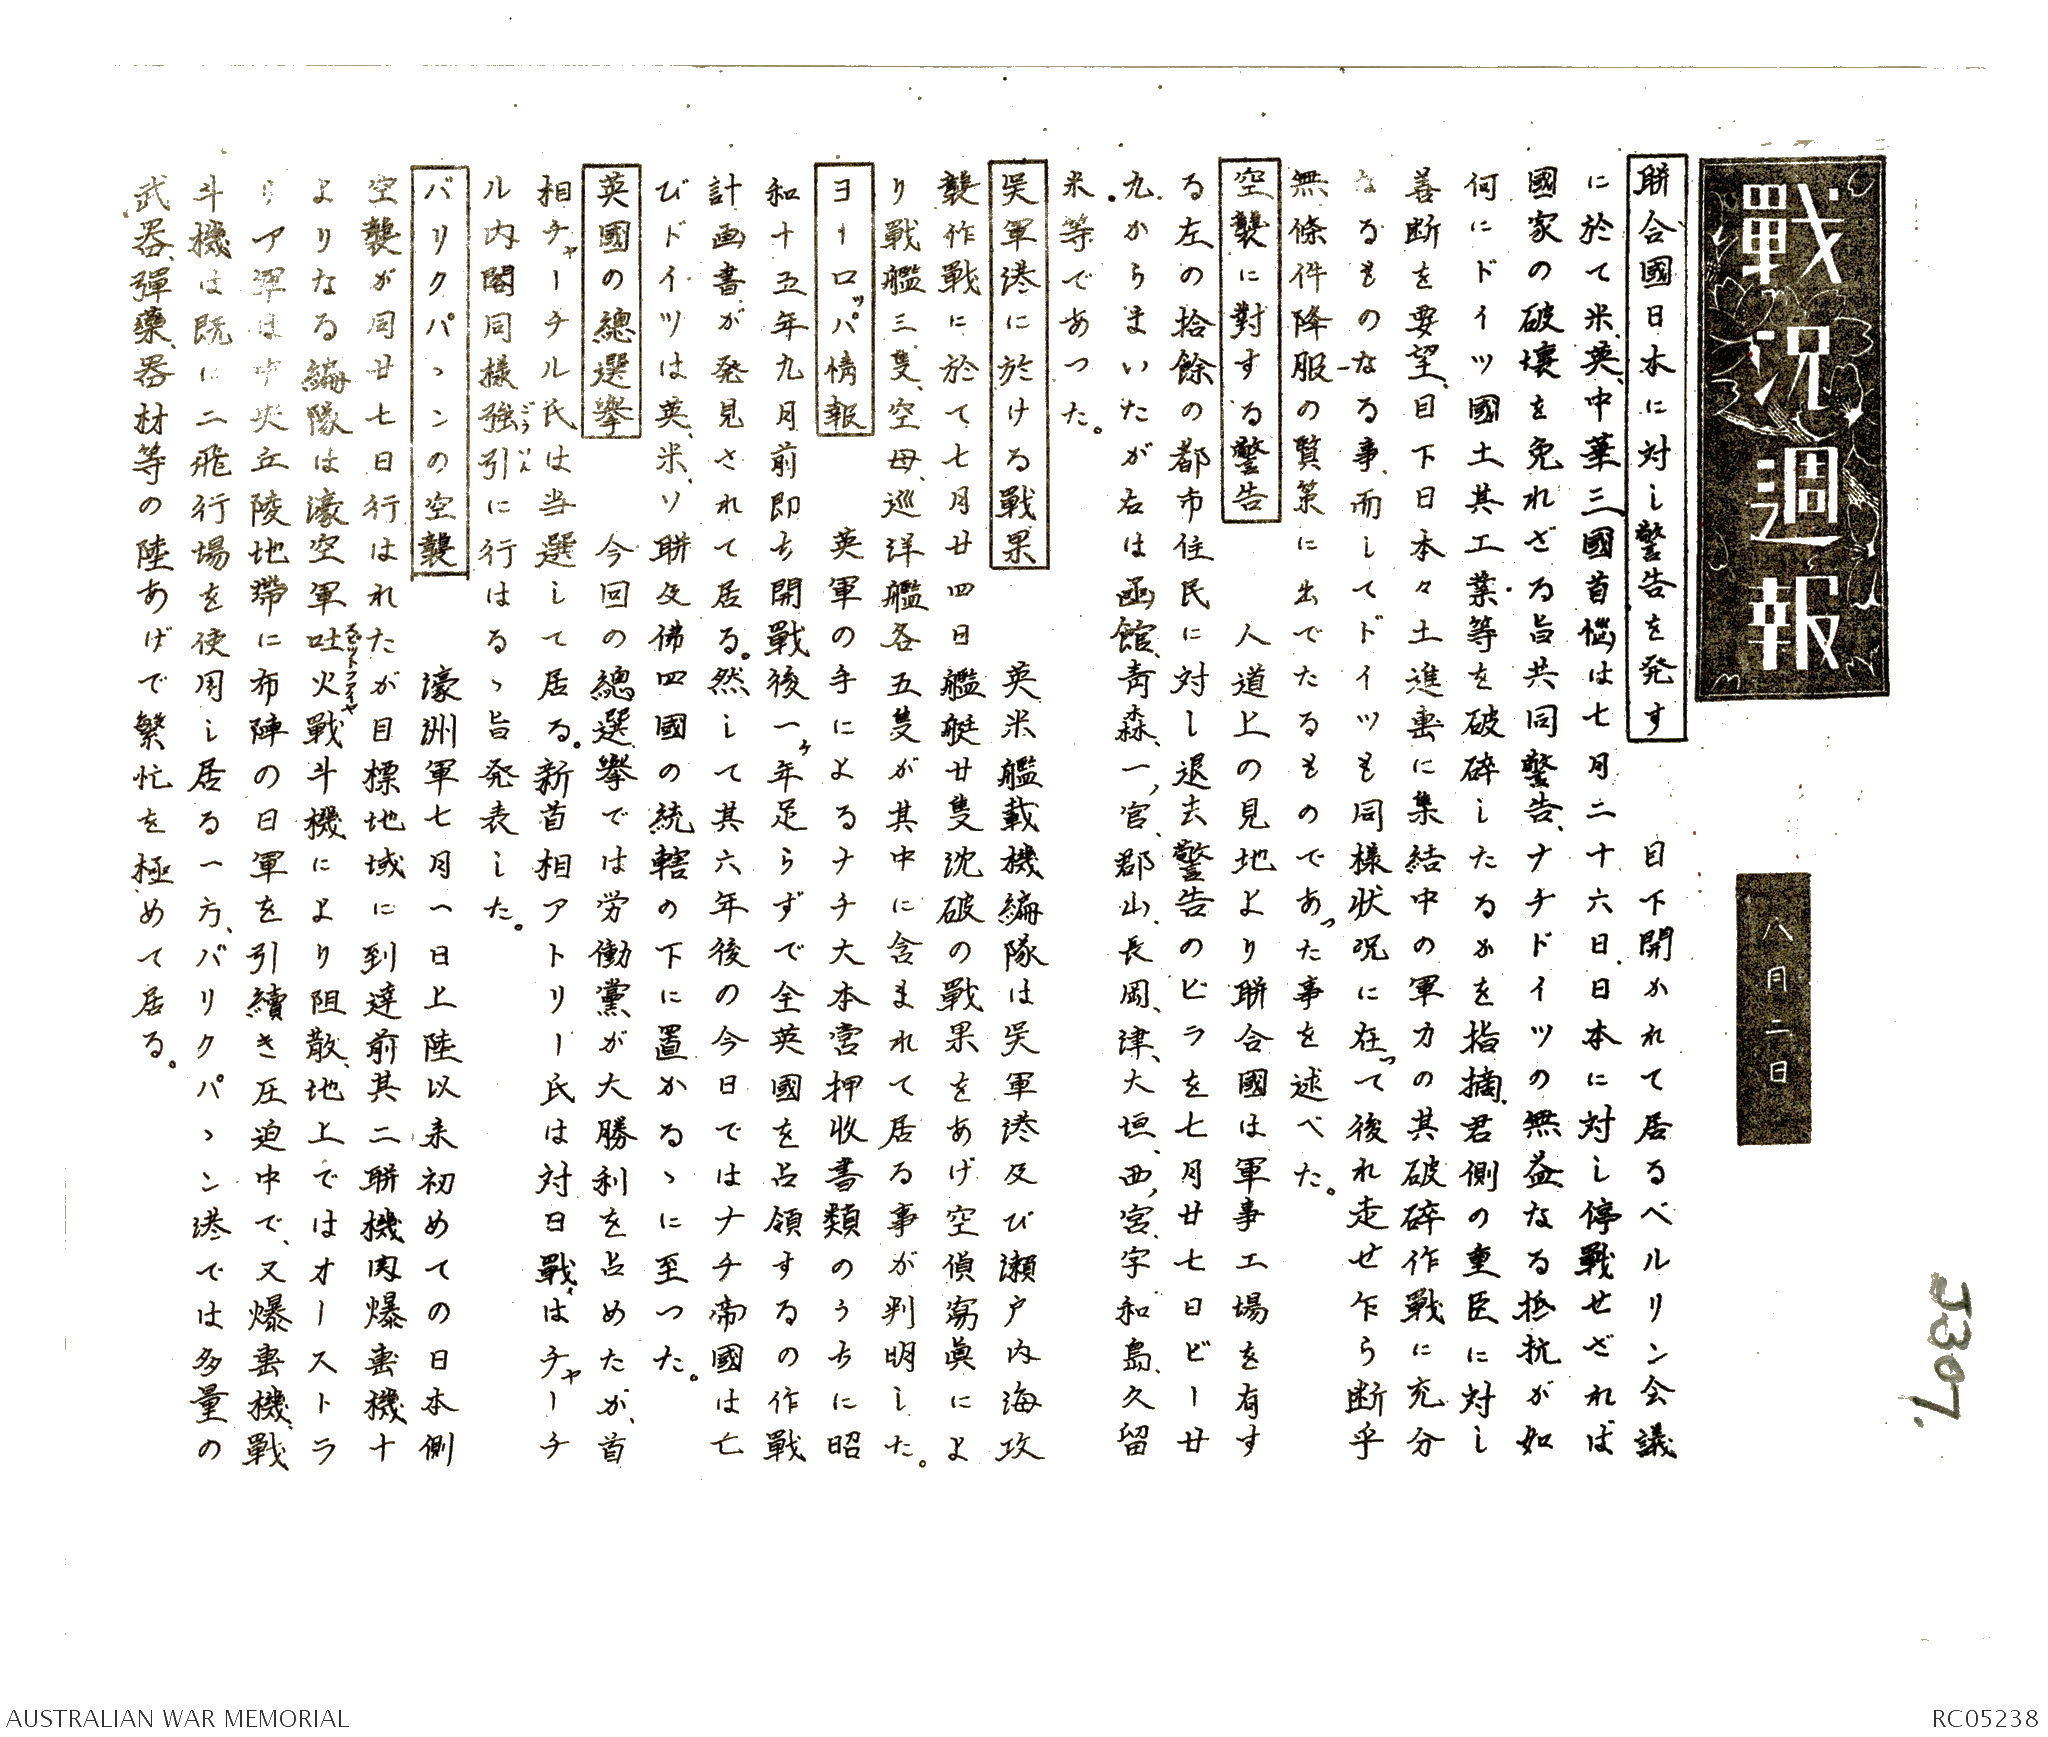 戰況週報
八月二日
J307.
聯合國日本に対し警告を発す 目下開かれて居るベルリン会議
に於て米、英、中華三國首悩は七月二十六日、日本に対し停戰せざれば
國家の破壊を免れざる旨共同警告、ナチドイツの無益なる抵抗が如
何にドイツ國土其工業等を破碎したるかを指摘、君側の重臣に対し
善断を要望、目下日本々土進害に集結中の軍力の其破碎作戰に充分
なるものなる事、而してドイツも同様状況に在って後れ走せ乍ら断乎
無條件降服の賢策に出でたるものであった事を述べた。
空襲に對する警告 人道上の見地より聯合國は軍事工場を有す
る左の拾餘の都市住民に対し退去警告のビラを七月廿七日ビー廿
九からまいたが右は函館、靑森、一,宮、郡山、長岡、津、大垣、西,宮、宇和島、久留
米等であつた。
吳軍港に於ける戰果 英米艦載機編隊は吳軍港及び瀬戸内海攻
襲作戰に於て七月廿四日艦艇廿隻沈破の戰果をあげ空偵寫眞によ
り戰艦三隻、空母、巡洋艦各五隻が其中に含まれて居る事が判明した。
ヨーロッパ情報 英軍の手によるナチ大本営押收書類のうちに昭
和十五年九月前即ち開戰後一ヶ年足らずで全英國を占領するの作戰
計画書が発見されて居る。然して其六年後の今日ではナチ帝國は亡
びドイツは英、米、ソ聯及佛四國の統轄の下に置かるゝに至つた。
英國の總選擧 今回の總選擧では労働黨が大勝利を占めたが、首
相チャーチル氏は当選して居る。新首相アトリー氏は対日戰はチャーチ
ル内閣同様強引に行はるゝ旨発表した。
バリクパゝンの空襲 濠洲軍七月一日上陸以来初めての日本側
空襲が同廿七日行はれたが目標地域に到達前其二聯機肉爆害機十
よりなる編隊は濠空軍吐火戰斗機により阻散、地上ではオーストラ
リア軍は中央丘陵地帶に布陣の日軍を引續き圧迫中で、又爆害機、戰
斗機は既に二飛行場を使用し居る一方、バリクパゝン港では多量の
武器、彈藥、器材等の陸あげで繁忙を極めて居る。
AUSTRALIAN WAR MEMORIAL
RC05238